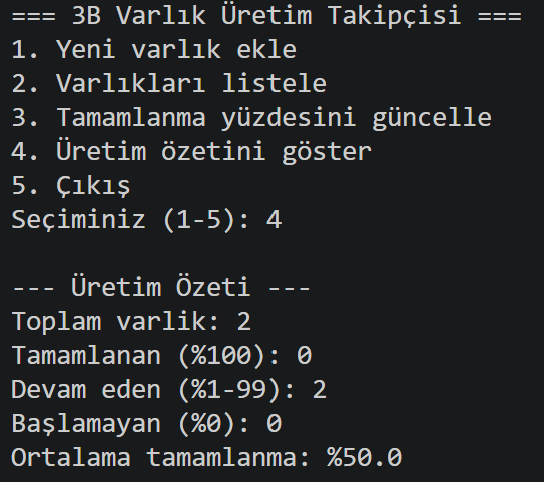 === 3B Varlık Üretim Takipçisi ===
1. Yeni varlık ekle
2. Varlıkları listele
3. Tamamlanma yüzdesini güncelle
4. Üretim özetini göster
5. Çıkış
Seçiminiz (1-5): 4

--- Üretim Özeti ---
Toplam varlik: 2
Tamamlanan (%100): 0
Devam eden (%1-99): 2
Başlamayan (%0): 0
Ortalama tamamlanma: %50.0